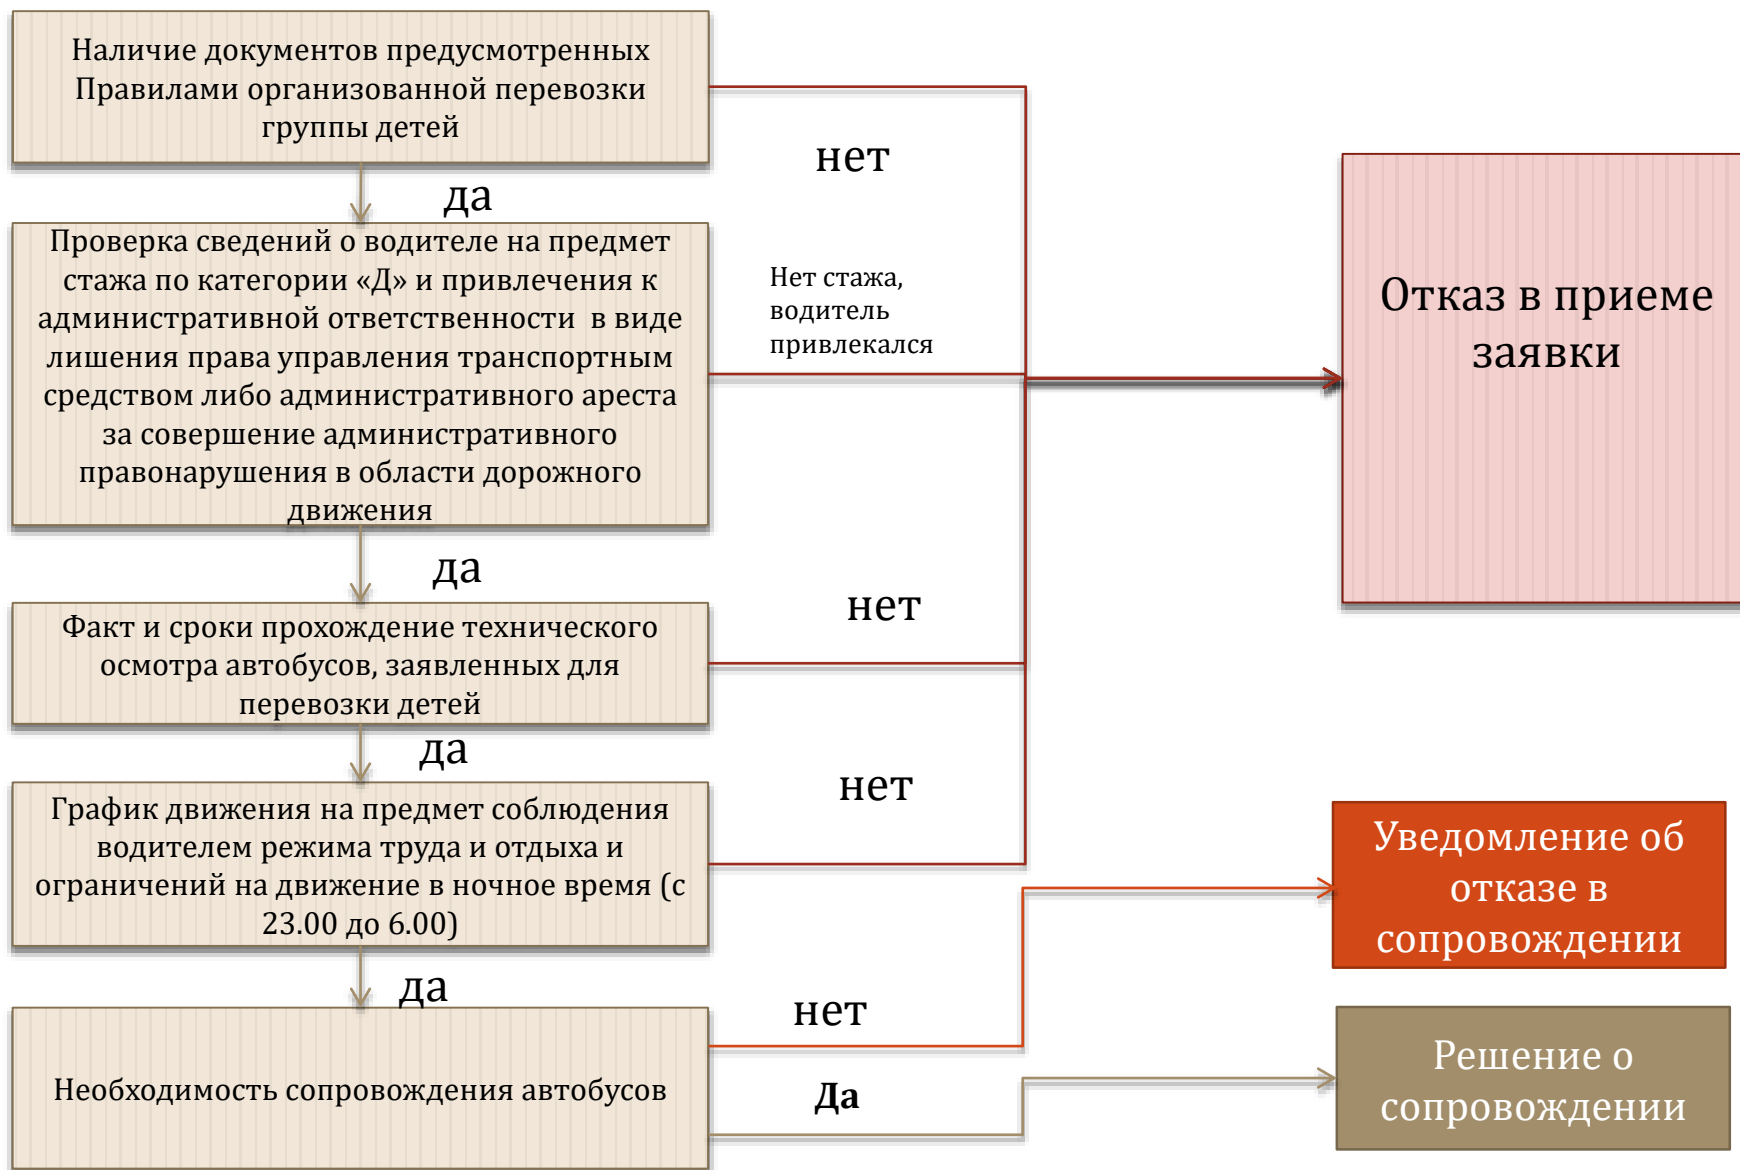 Наличие документов предусмотренных
Правилами организованной перевозки
группы детей
нет
да
Проверка сведений о водителе на предмет
стажа по категории «Д» и привлечения к
административной ответственности в виде
лишения права управления транспортным
средством либо административного ареста
за совершение административного
правонарушения в области дорожного
движения
Нет стажа,
водитель
привлекался
Отказ в приеме
заявки
да
нет
Факт и сроки прохождение технического
осмотра автобусов, заявленных для
перевозки детей
да
нет
График движения на предмет соблюдения
водителем режима труда и отдыха и
ограничений на движение в ночное время (с
23.00 до 6.00)
Уведомление об
отказе в
сопровождении
да
нет
Необходимость сопровождения автобусов
Да
Решение о
сопровождении